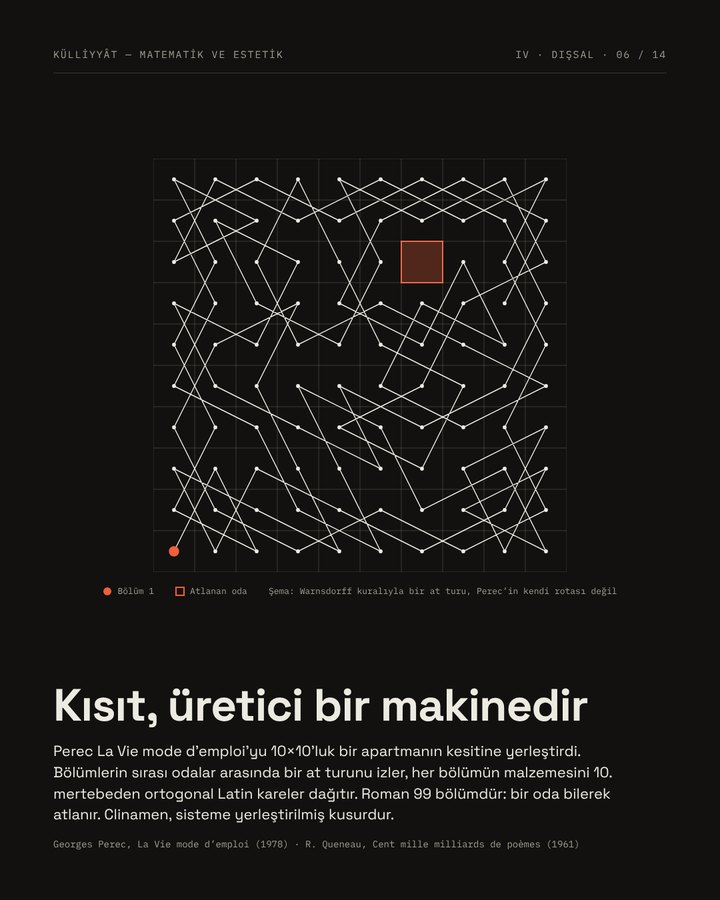 KÜLLİYYÂT — MATEMATİK VE ESTETİK
IV · DIŞSAL · 06 / 14
Bölüm 1
Atlanan oda
Şema: Warnsdorff kuralıyla bir at turu, Perec'in kendi rotası değil
Kısıt, üretici bir makinedir
Perec La Vie mode d'emploi'yu 10×10'luk bir apartmanın kesitine yerleştirdi.
Bölümlerin sırası odalar arasında bir at turunu izler, her bölümün malzemesini 10.
mertebeden ortogonal Latin kareler dağıtır. Roman 99 bölümdür: bir oda bilerek
atlanır. Clinamen, sisteme yerleştirilmiş kusurdur.
Georges Perec, La Vie mode d'emploi (1978) · R. Queneau, Cent mille milliards de poèmes (1961)